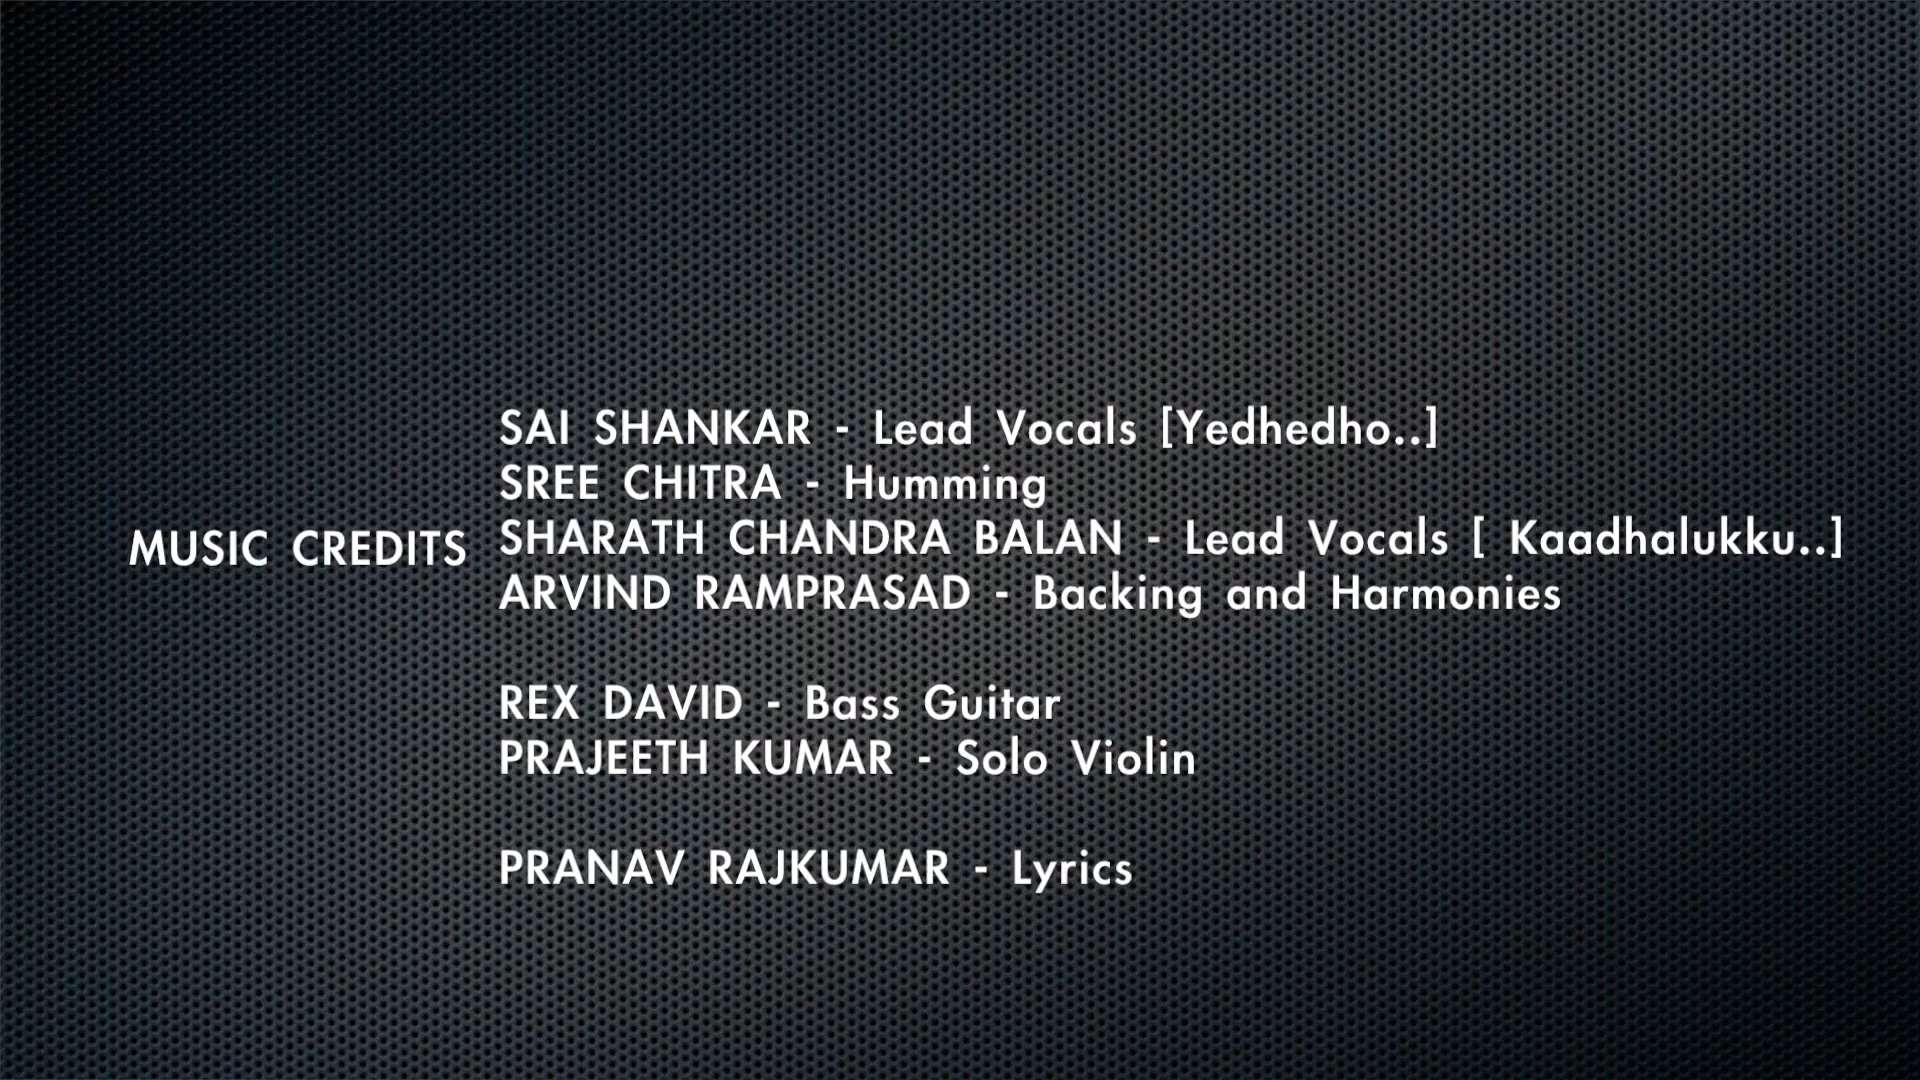 SAI SHANKAR - Lead Vocals [Yedhedho..]
SREE CHITRA - Humming
MUSIC CREDITS
SHARATH CHANDRA BALAN - Lead Vocals [ Kaadhalukku..]
ARVIND RAMPRASAD - Backing and Harmonies
REX DAVID - Bass Guitar
PRAJEETH KUMAR - Solo Violin
PRANAV RAJKUMAR - Lyrics